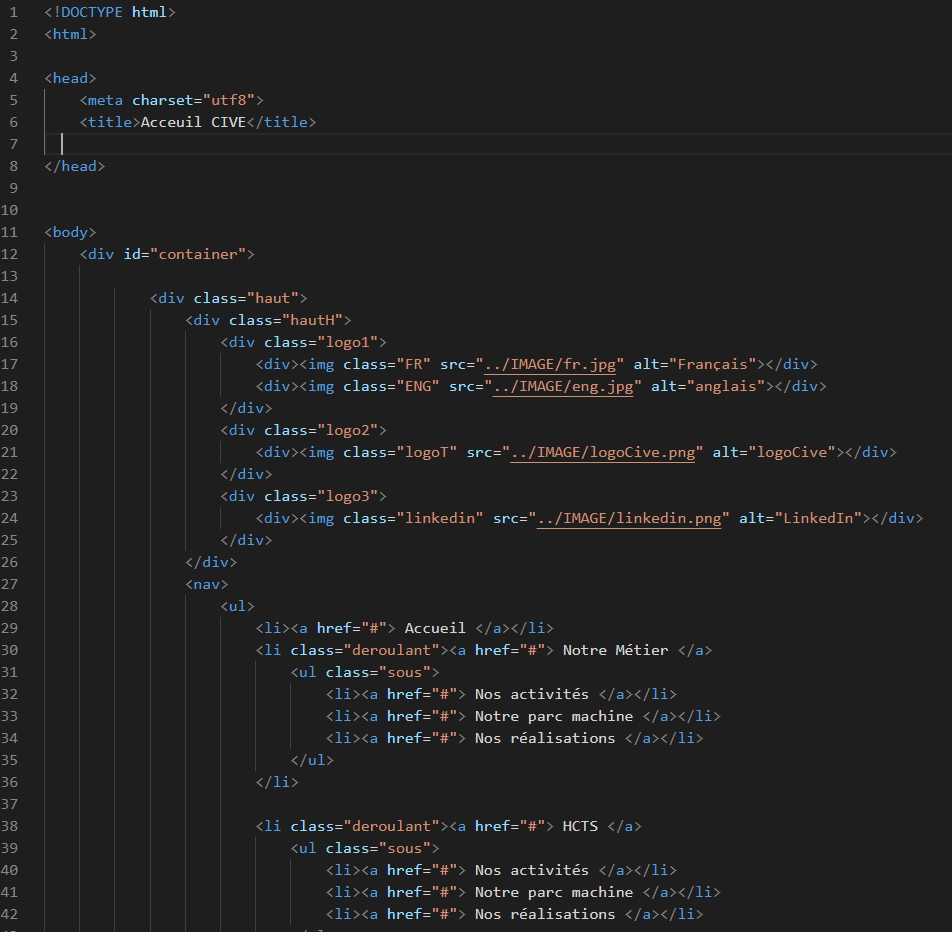 1 <!DOCTYPE html>
2 <html>
3
4 <head>
5     <meta charset="utf8">
6     <title>Acceuil CIVE</title>
7
8 </head>
9
10
11 <body>
12     <div id="container">
13
14             <div class="haut">
15                 <div class="hautH">
16                     <div class="logo1">
17                         <div><img class="FR" src="../IMAGE/fr.jpg" alt="Français"></div>
18                         <div><img class="ENG" src="../IMAGE/eng.jpg" alt="anglais"></div>
19                     </div>
20                     <div class="logo2">
21                         <div><img class="logoT" src="../IMAGE/logoCive.png" alt="logoCive"></div>
22                     </div>
23                     <div class="logo3">
24                         <div><img class="linkedin" src="../IMAGE/linkedin.png" alt="LinkedIn"></div>
25                     </div>
26                 </div>
27                 <nav>
28                     <ul>
29                         <li><a href="#"> Accueil </a></li>
30                         <li class="deroulant"><a href="#"> Notre Métier </a>
31                             <ul class="sous">
32                                 <li><a href="#"> Nos activités </a></li>
33                                 <li><a href="#"> Notre parc machine </a></li>
34                                 <li><a href="#"> Nos réalisations </a></li>
35                             </ul>
36                         </li>
37
38                         <li class="deroulant"><a href="#"> HCTS </a>
39                             <ul class="sous">
40                                 <li><a href="#"> Nos activités </a></li>
41                                 <li><a href="#"> Notre parc machine </a></li>
42                                 <li><a href="#"> Nos réalisations </a></li>